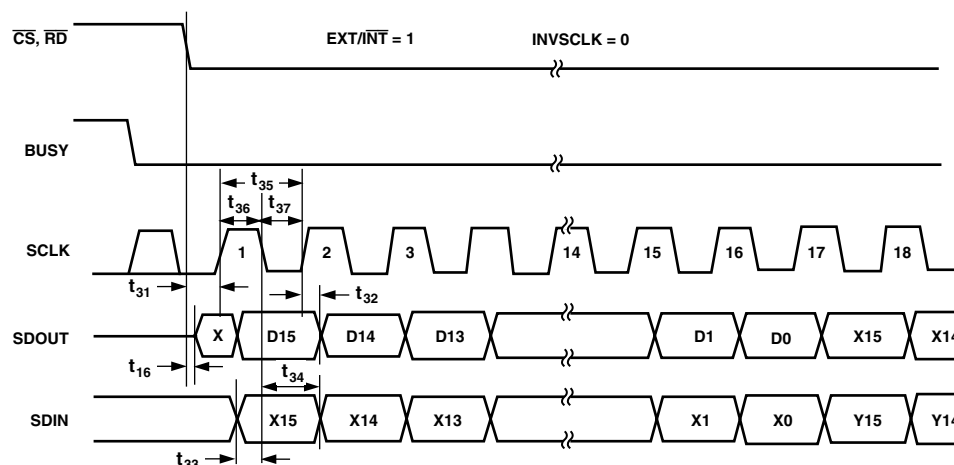 CS, RD EXT/INT = 1 INVSCLK = 0
BUSY
t35
t36 t37
SCLK 1 2 3 14 15 16 17 18
t31 t32
SDOUT X D15 D14 D13 D1 D0 X15 X14
t16 t34
SDIN X15 X14 X13 X1 X0 Y15 Y14
t33